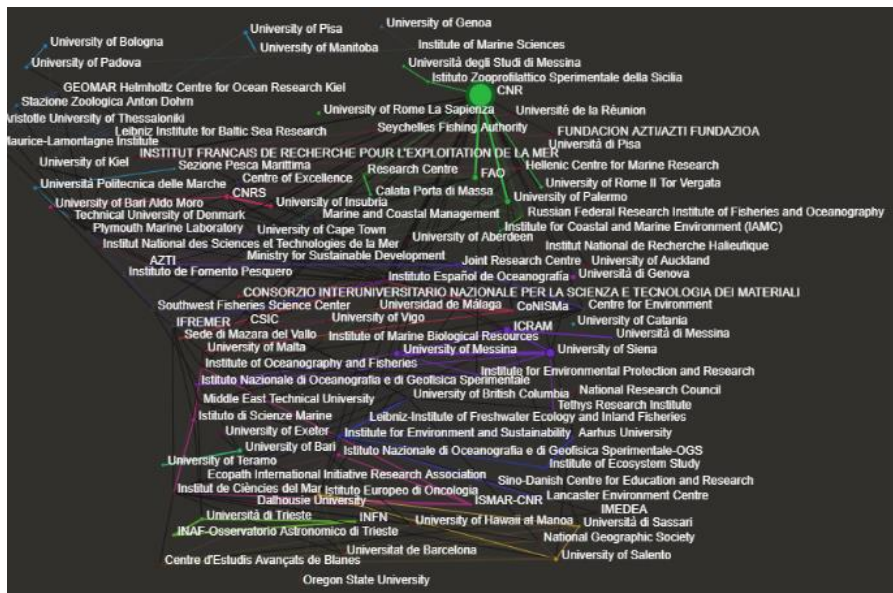 University of Genoa
University of Pisa
University of Bologna
University of Manitoba
Institute of Marine Sciences
University of Padova
Università degli Studi di Messina
Istituto Zooprofilattico Sperimentale della Sicilia
GEOMAR Helmholtz Centre for Ocean Research Kiel
CNR
Stazione Zoologica Anton Dohrn
University of Rome La Sapienza
Université de la Réunion
Aristotle University of Thessaloniki
Leibniz Institute for Baltic Sea Research
Seychelles Fishing Authority
FUNDACION AZTI/AZTI FUNDAZIOA
Maurice-Lamontagne Institute
Università di Pisa
INSTITUT FRANCAIS DE RECHERCHE POUR L'EXPLOITATION DE LA MER
University of Kiel
Sezione Pesca Marittima
Research Centre
FAO
Hellenic Centre for Marine Research
Centre of Excellence
Università Politecnica delle Marche
CNRS
Calata Porta di Massa
University of Rome II Tor Vergata
University of Palermo
University of Bari Aldo Moro
University of Insubria
Technical University of Denmark
Marine and Coastal Management
Russian Federal Research Institute of Fisheries and Oceanography
Plymouth Marine Laboratory
University of Cape Town
University of Aberdeen
Institute for Coastal and Marine Environment (IAMC)
Institut National des Sciences et Technologies de la Mer
Institut National de Recherche Halieutique
AZTI
Ministry for Sustainable Development
Joint Research Centre
University of Auckland
Instituto de Fomento Pesquero
Instituto Español de Oceanografía
Università di Genova
CONSORZIO INTERUNIVERSITARIO NAZIONALE PER LA SCIENZA E TECNOLOGIA DEI MATERIALI
Southwest Fisheries Science Center
Universidad de Málaga
CoNISMa
Centre for Environment
IFREMER
CSIC
University of Vigo
University of Catania
ICRAM
Sede di Mazara del Vallo
Institute of Marine Biological Resources
Università di Messina
University of Malta
University of Messina
University of Siena
Institute of Oceanography and Fisheries
Institute for Environmental Protection and Research
Istituto Nazionale di Oceanografia e di Geofisica Sperimentale
University of British Columbia
National Research Council
Middle East Technical University
Tethys Research Institute
Istituto di Scienze Marine
Leibniz-Institute of Freshwater Ecology and Inland Fisheries
University of Exeter
Institute for Environment and Sustainability
Aarhus University
University of Bari
Istituto Nazionale di Oceanografia e di Geofisica Sperimentale-OGS
University of Teramo
Institute of Ecosystem Study
Ecopath International Initiative Research Association
Sino-Danish Centre for Education and Research
Institut de Ciències del Mar
Istituto Europeo di Oncologia
Dalhousie University
ISMAR-CNR
Lancaster Environment Centre
IMEDEA
Università di Trieste
INFN
University of Hawaii at Manoa
Università di Sassari
INAF-Osservatorio Astronomico di Trieste
National Geographic Society
Universitat de Barcelona
Centre d'Estudis Avançats de Blanes
University of Salento
Oregon State University